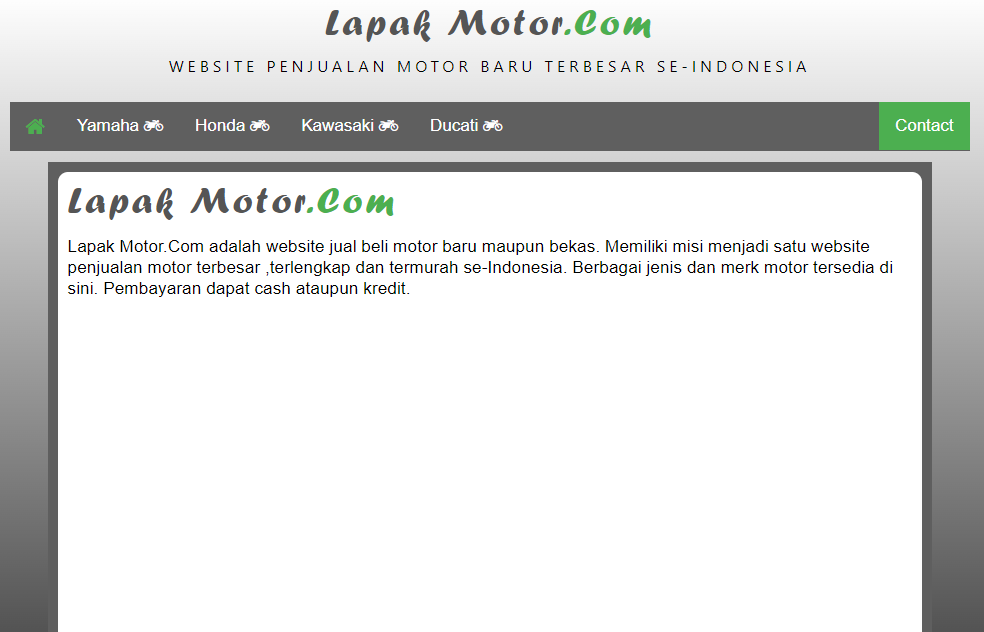 Lapak Motor.Com
WEBSITE PENJUALAN MOTOR BARU TERBESAR SE-INDONESIA
Yamaha Honda Kawasaki Ducati Contact
Lapak Motor.Com
Lapak Motor.Com adalah website jual beli motor baru maupun bekas. Memiliki misi menjadi satu website
penjualan motor terbesar ,terlengkap dan termurah se-Indonesia. Berbagai jenis dan merk motor tersedia di
sini. Pembayaran dapat cash ataupun kredit.